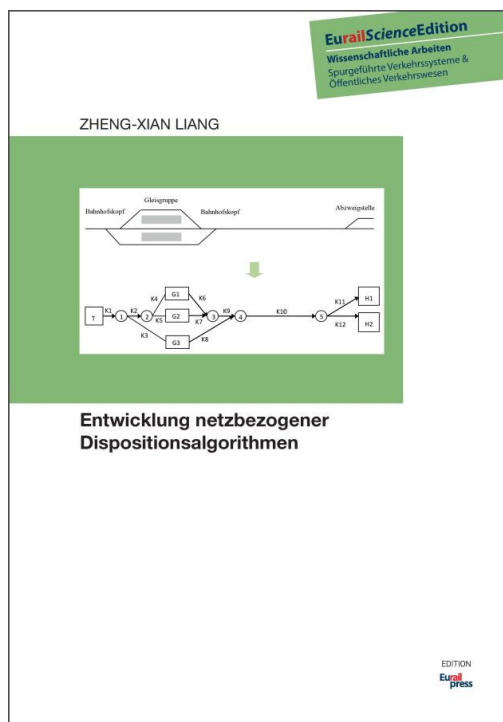 EurailScienceEdition
Wissenschaftliche Arbeiten
Spurgeführte Verkehrssysteme &
Öffentliches Verkehrswesen
ZHENG-XIAN LIANG
Gleisgruppe
Bahnhofskopf
Bahnhofskopf
Abzweigstelle
T
K1
1
K2
2
K4
K5
K3
G1
G2
G3
K6
K7
K8
3
K9
4
K10
5
K11
K12
H1
H2
Entwicklung netzbezogener
Dispositionsalgorithmen
EDITION
Eurail
press